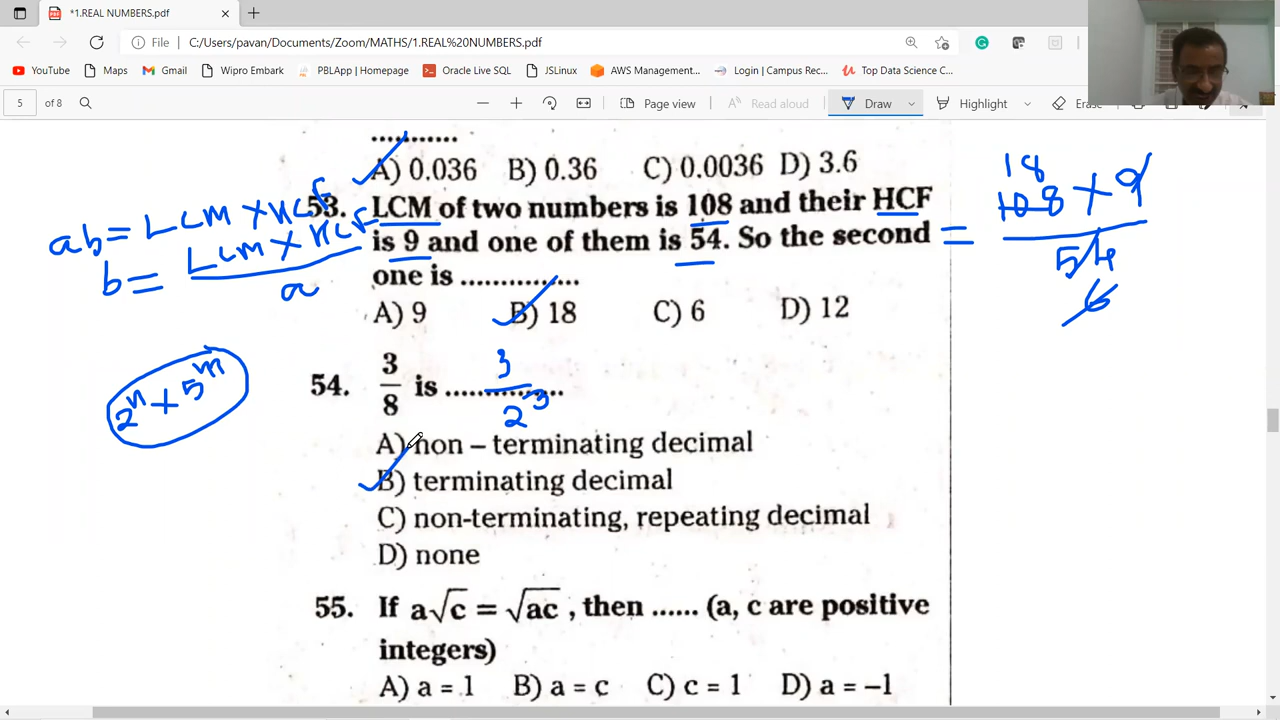 *1.REAL NUMBERS.pdf
File C:/Users/pavan/Documents/Zoom/MATHS/1.REAL%20NUMBERS.pdf
YouTube Maps Gmail Wipro Embark PBLApp | Homepage Oracle Live SQL JSLinux AWS Management... Login | Campus Rec... Top Data Science C...
5 of 8 Page view Read aloud Draw Highlight Erase
............
A) 0.036 B) 0.36 C) 0.0036 D) 3.6
53. LCM of two numbers is 108 and their HCF
is 9 and one of them is 54. So the second
one is ...............
A) 9 B) 18 C) 6 D) 12
ab = LCM × HCF
b = LCM × HCF
a
18
= 108 × 9
54
6
54. 3/8 is ............... 3/2³
2ⁿ × 5ᵐ
A) non – terminating decimal
B) terminating decimal
C) non-terminating, repeating decimal
D) none
55. If a√c = √ac , then ...... (a, c are positive
integers)
A) a = 1 B) a = c C) c = 1 D) a = –1